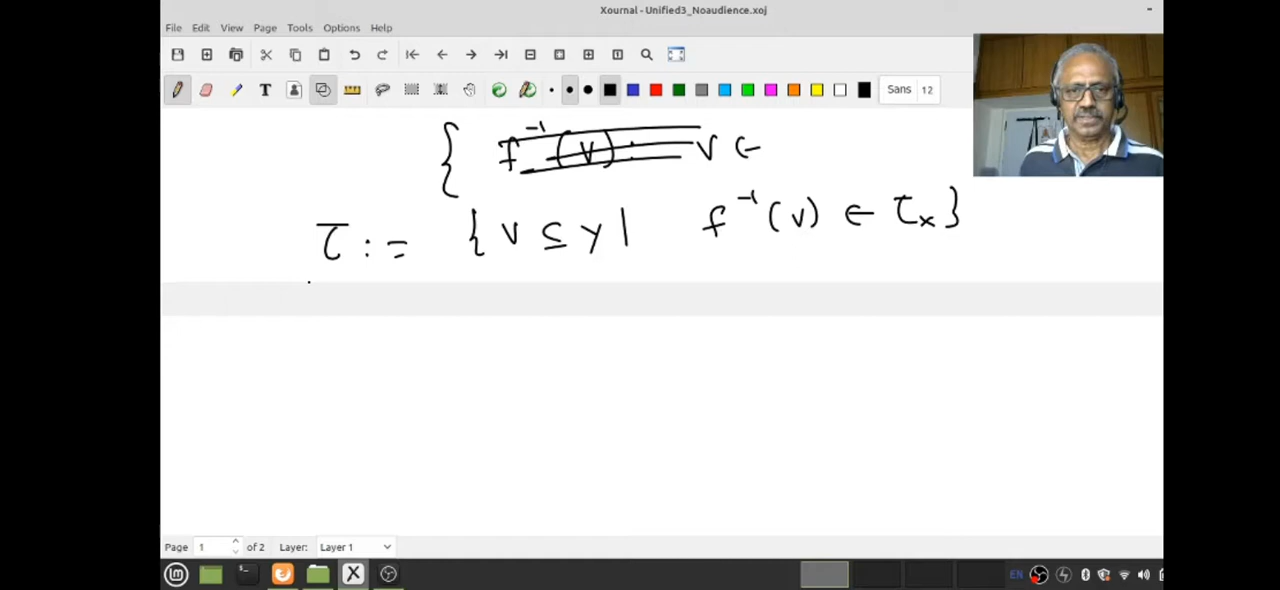 Xournal - Unified3_Noaudience.xoj
File Edit View Page Tools Options Help
Sans 12
{ f⁻¹(V) : V ∈
τ := { V ⊆ Y | f⁻¹(V) ∈ τₓ }
Page 1 of 2 Layer: Layer 1
EN